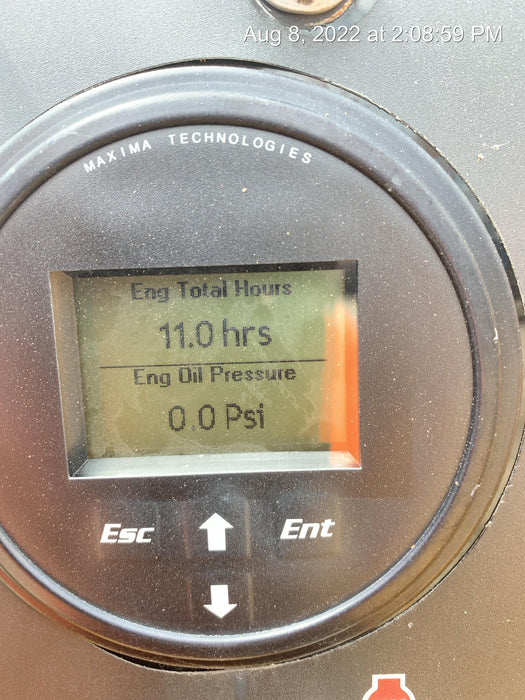 Aug 8, 2022 at 2:08:59 PM
MAXIMA TECHNOLOGIES
Eng Total Hours
11.0 hrs
Eng Oil Pressure
0.0 Psi
Esc
Ent